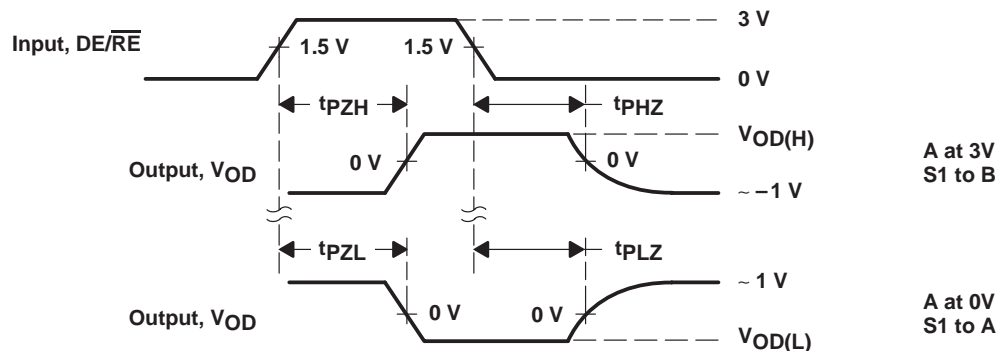 3 V
Input, DE/R̅E̅
1.5 V 1.5 V
0 V
tPZH tPHZ
VOD(H)
0 V 0 V
A at 3V
S1 to B
Output, VOD
~ –1 V
tPZL tPLZ
~ 1 V
0 V 0 V
A at 0V
S1 to A
Output, VOD
VOD(L)